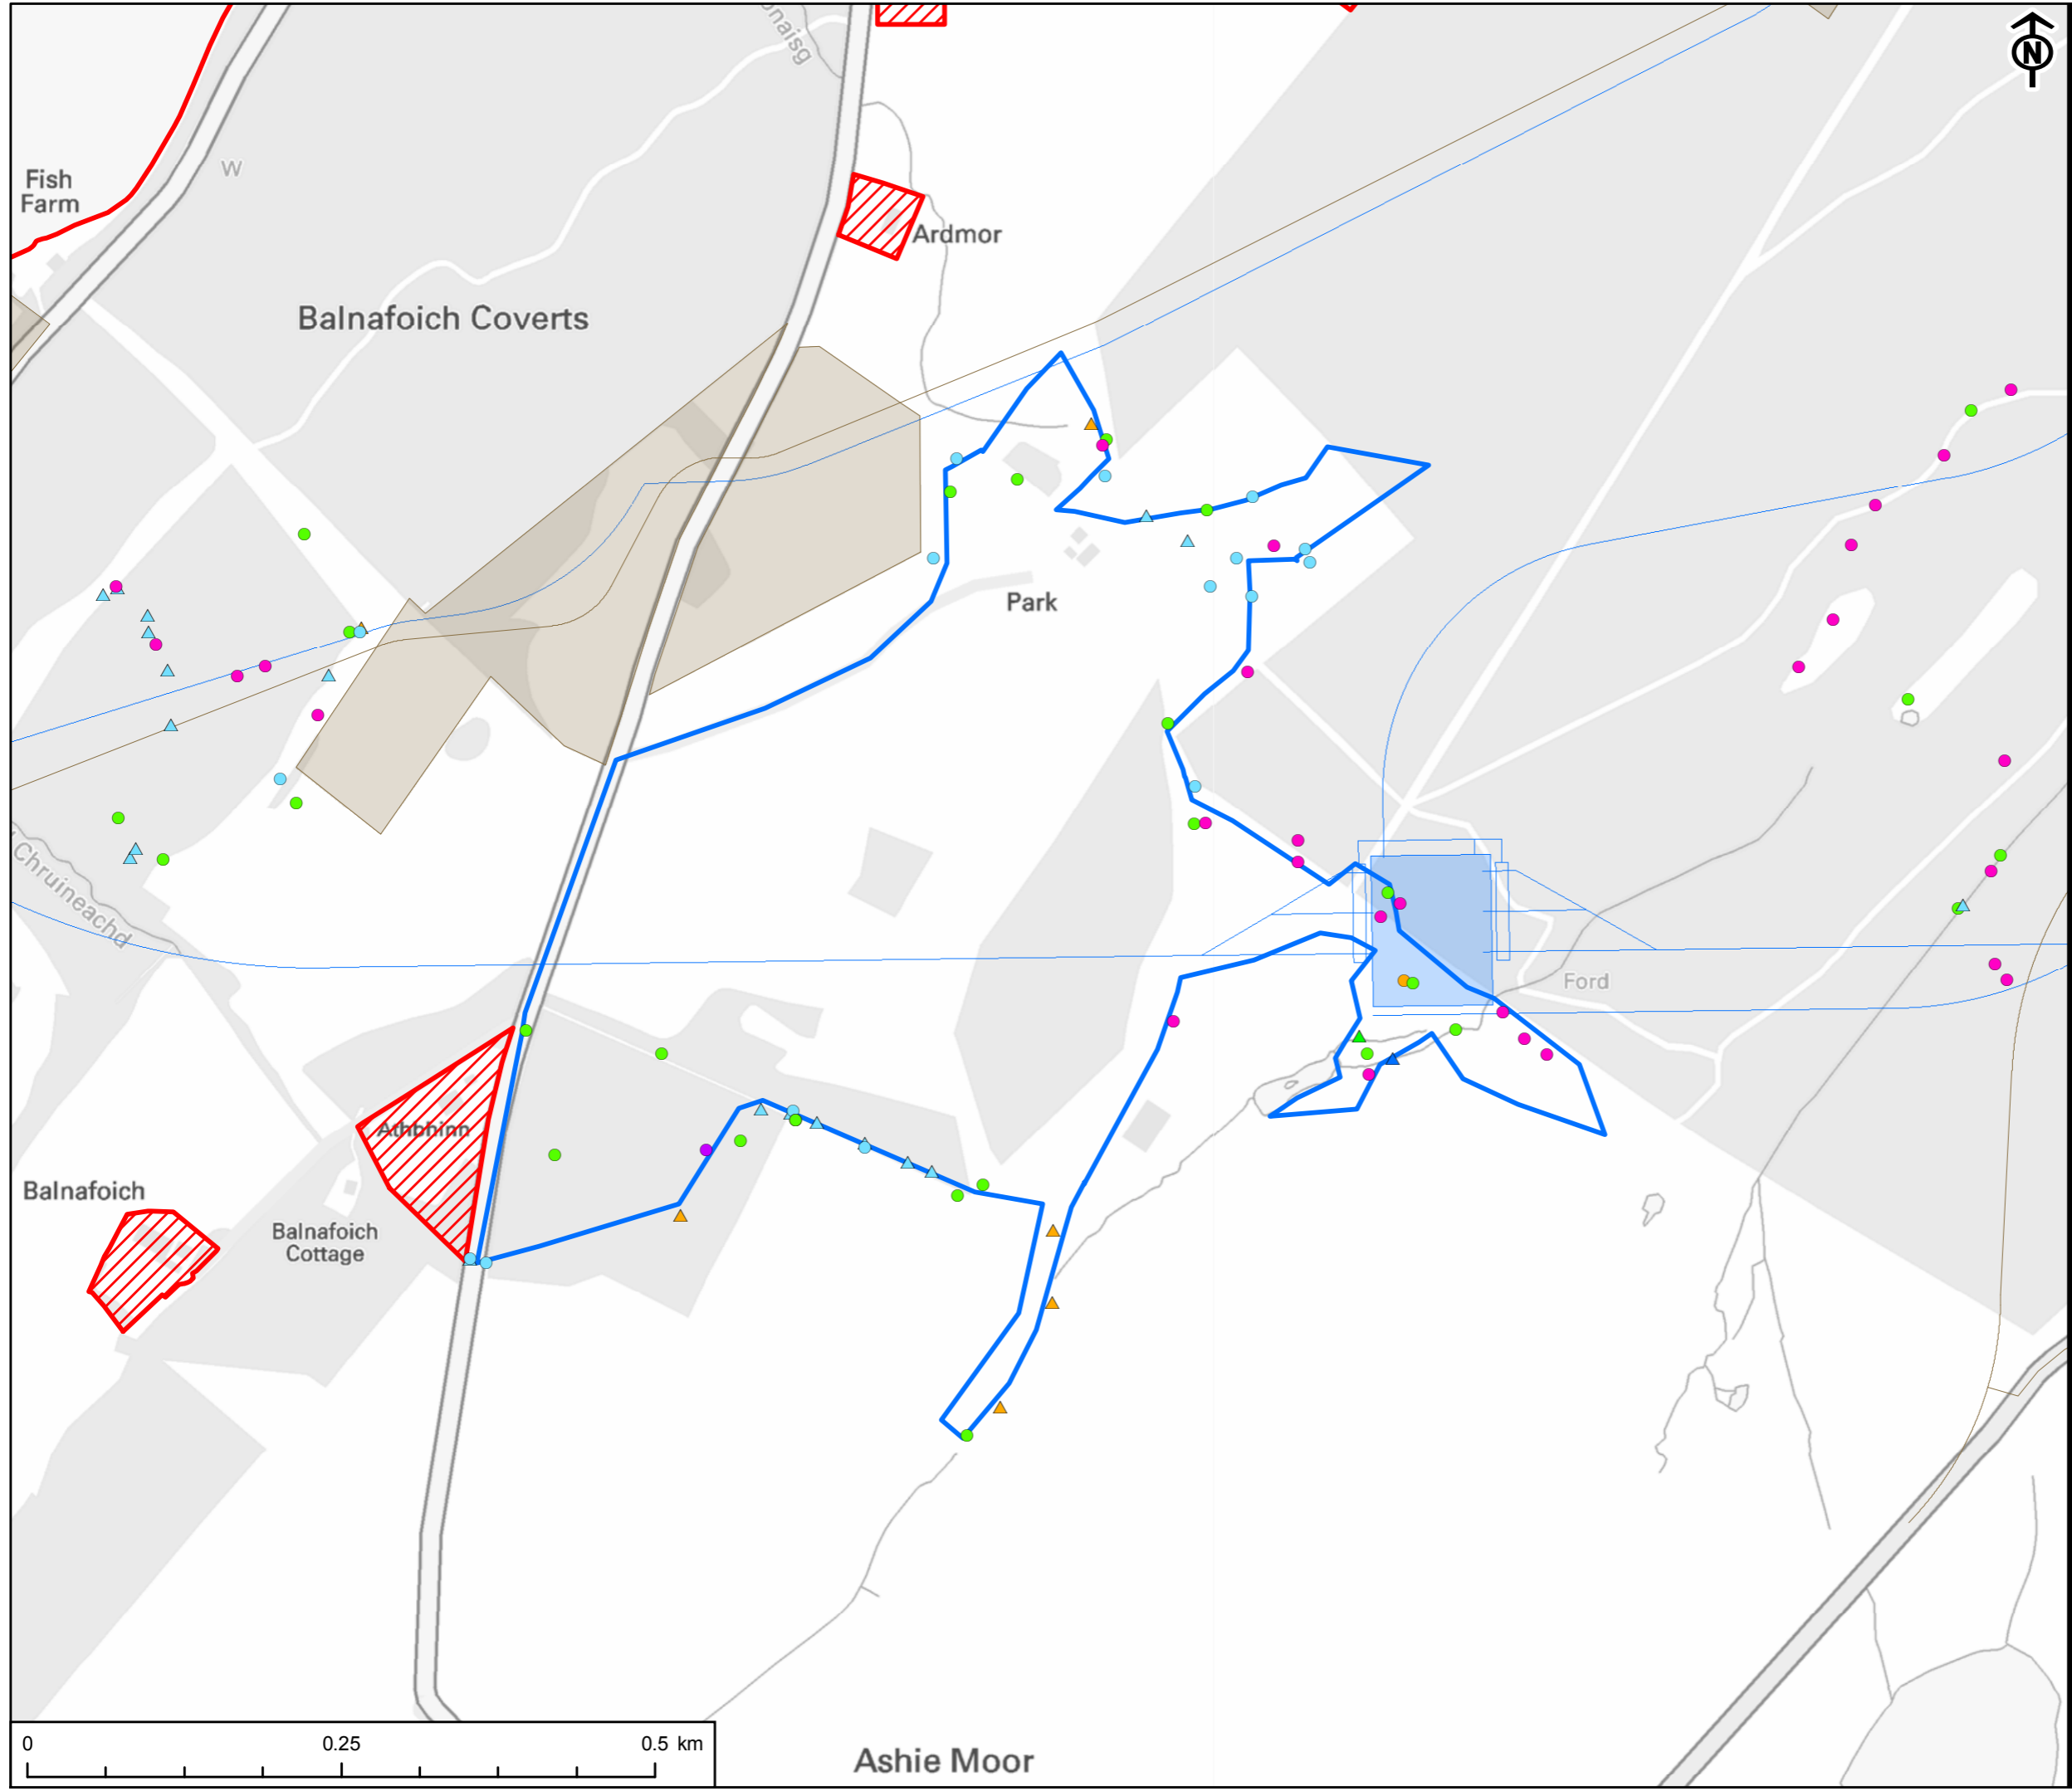 N
W
Fish
Farm
Ardmor
Balnafoich Coverts
Park
Chruineachd
Ford
Athbhinn
Balnafoich
Balnafoich
Cottage
0 0.25 0.5 km
Ashie Moor